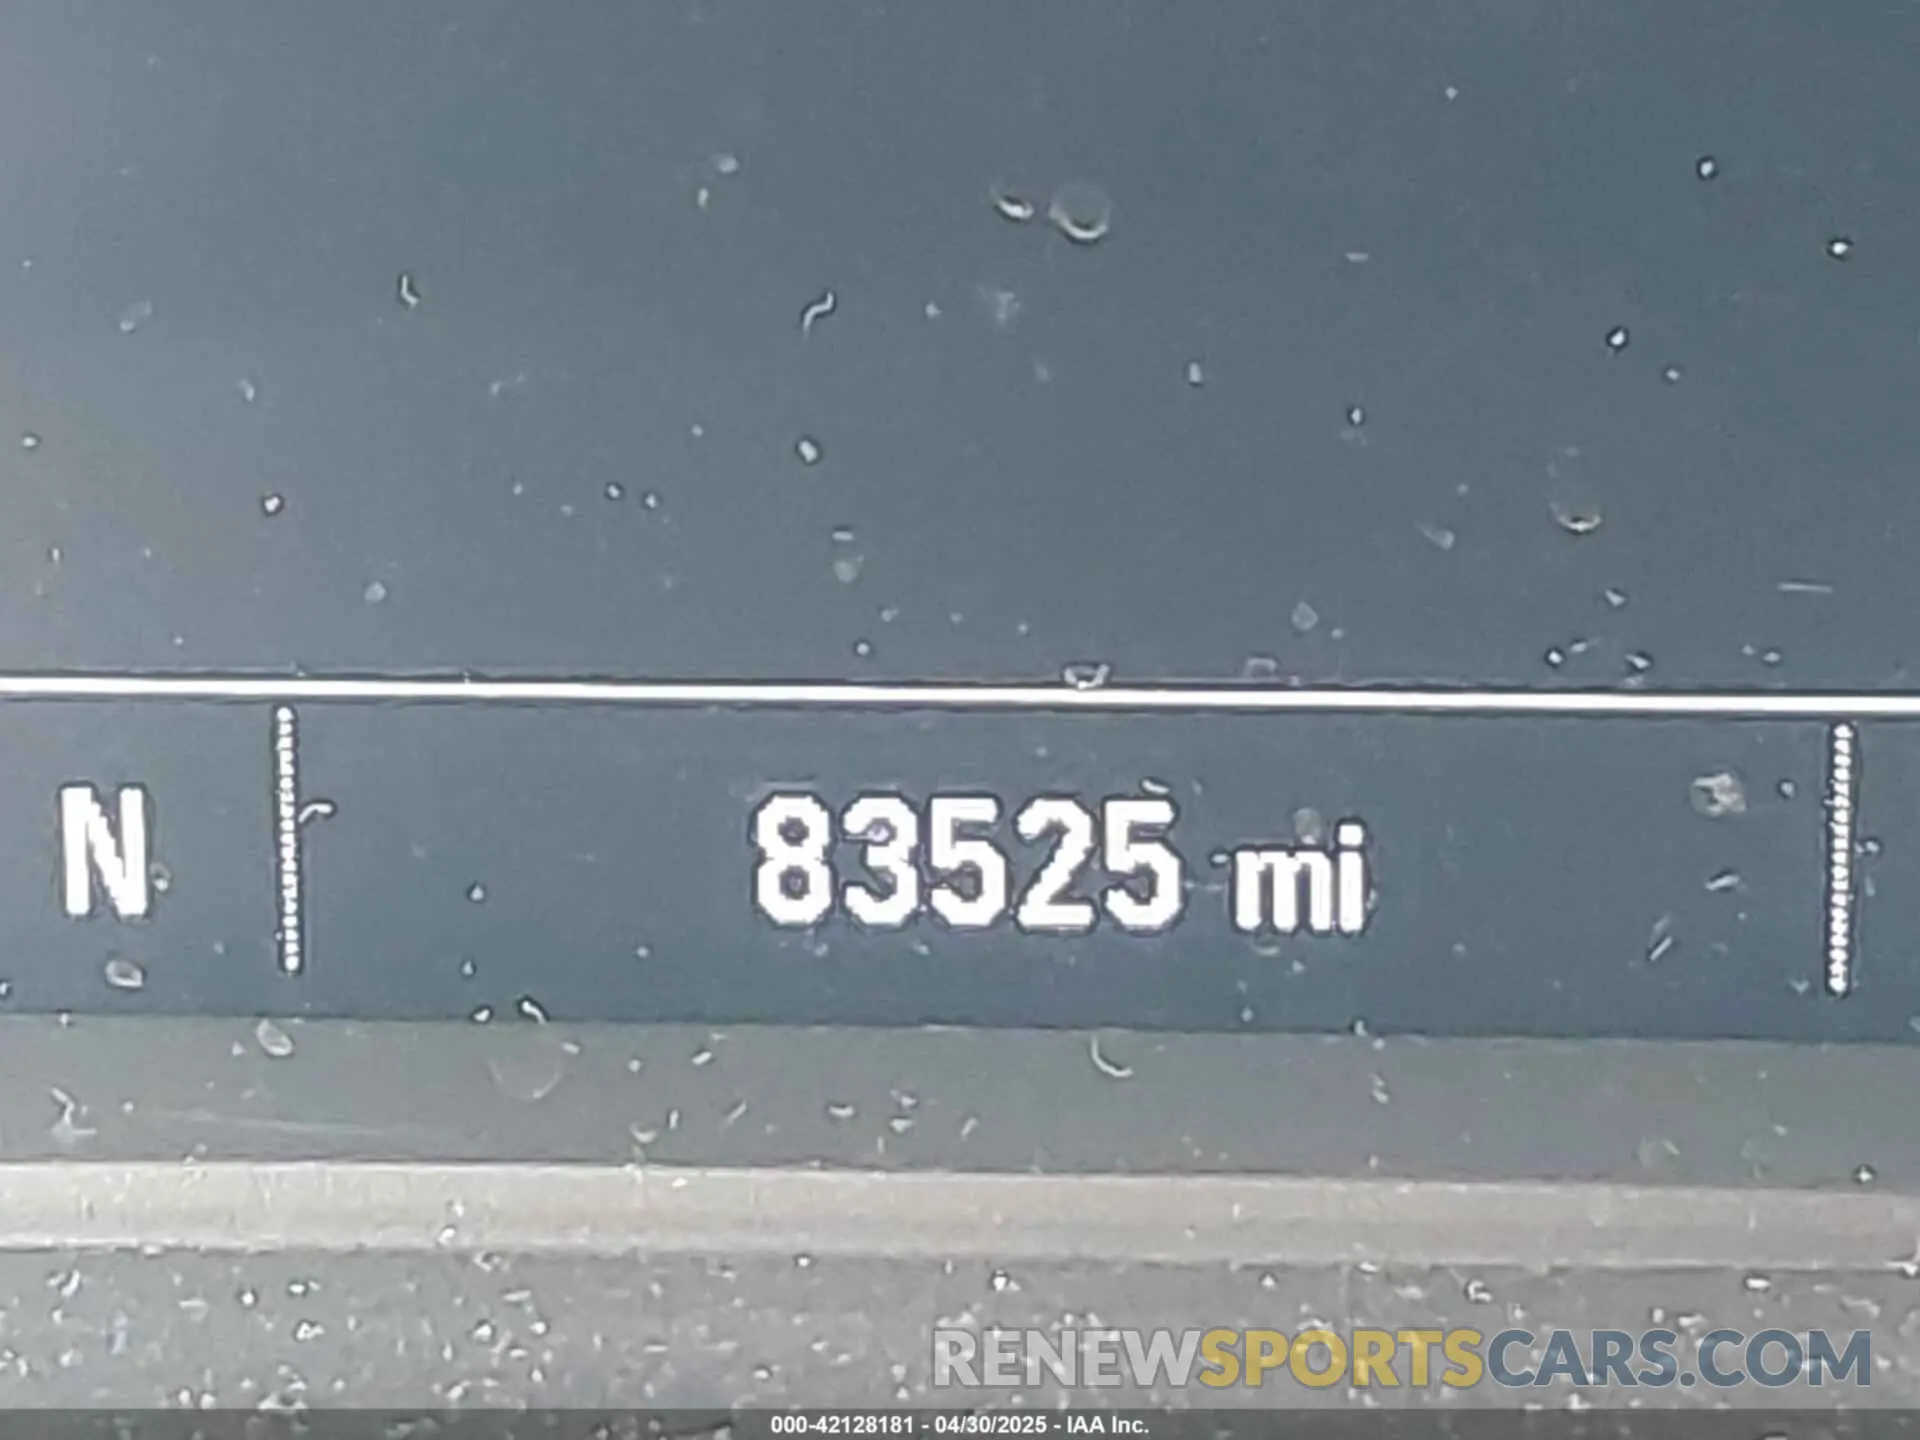 N 83525 mi
RENEWSPORTSCARS.COM
000-42128181 - 04/30/2025 - IAA Inc.